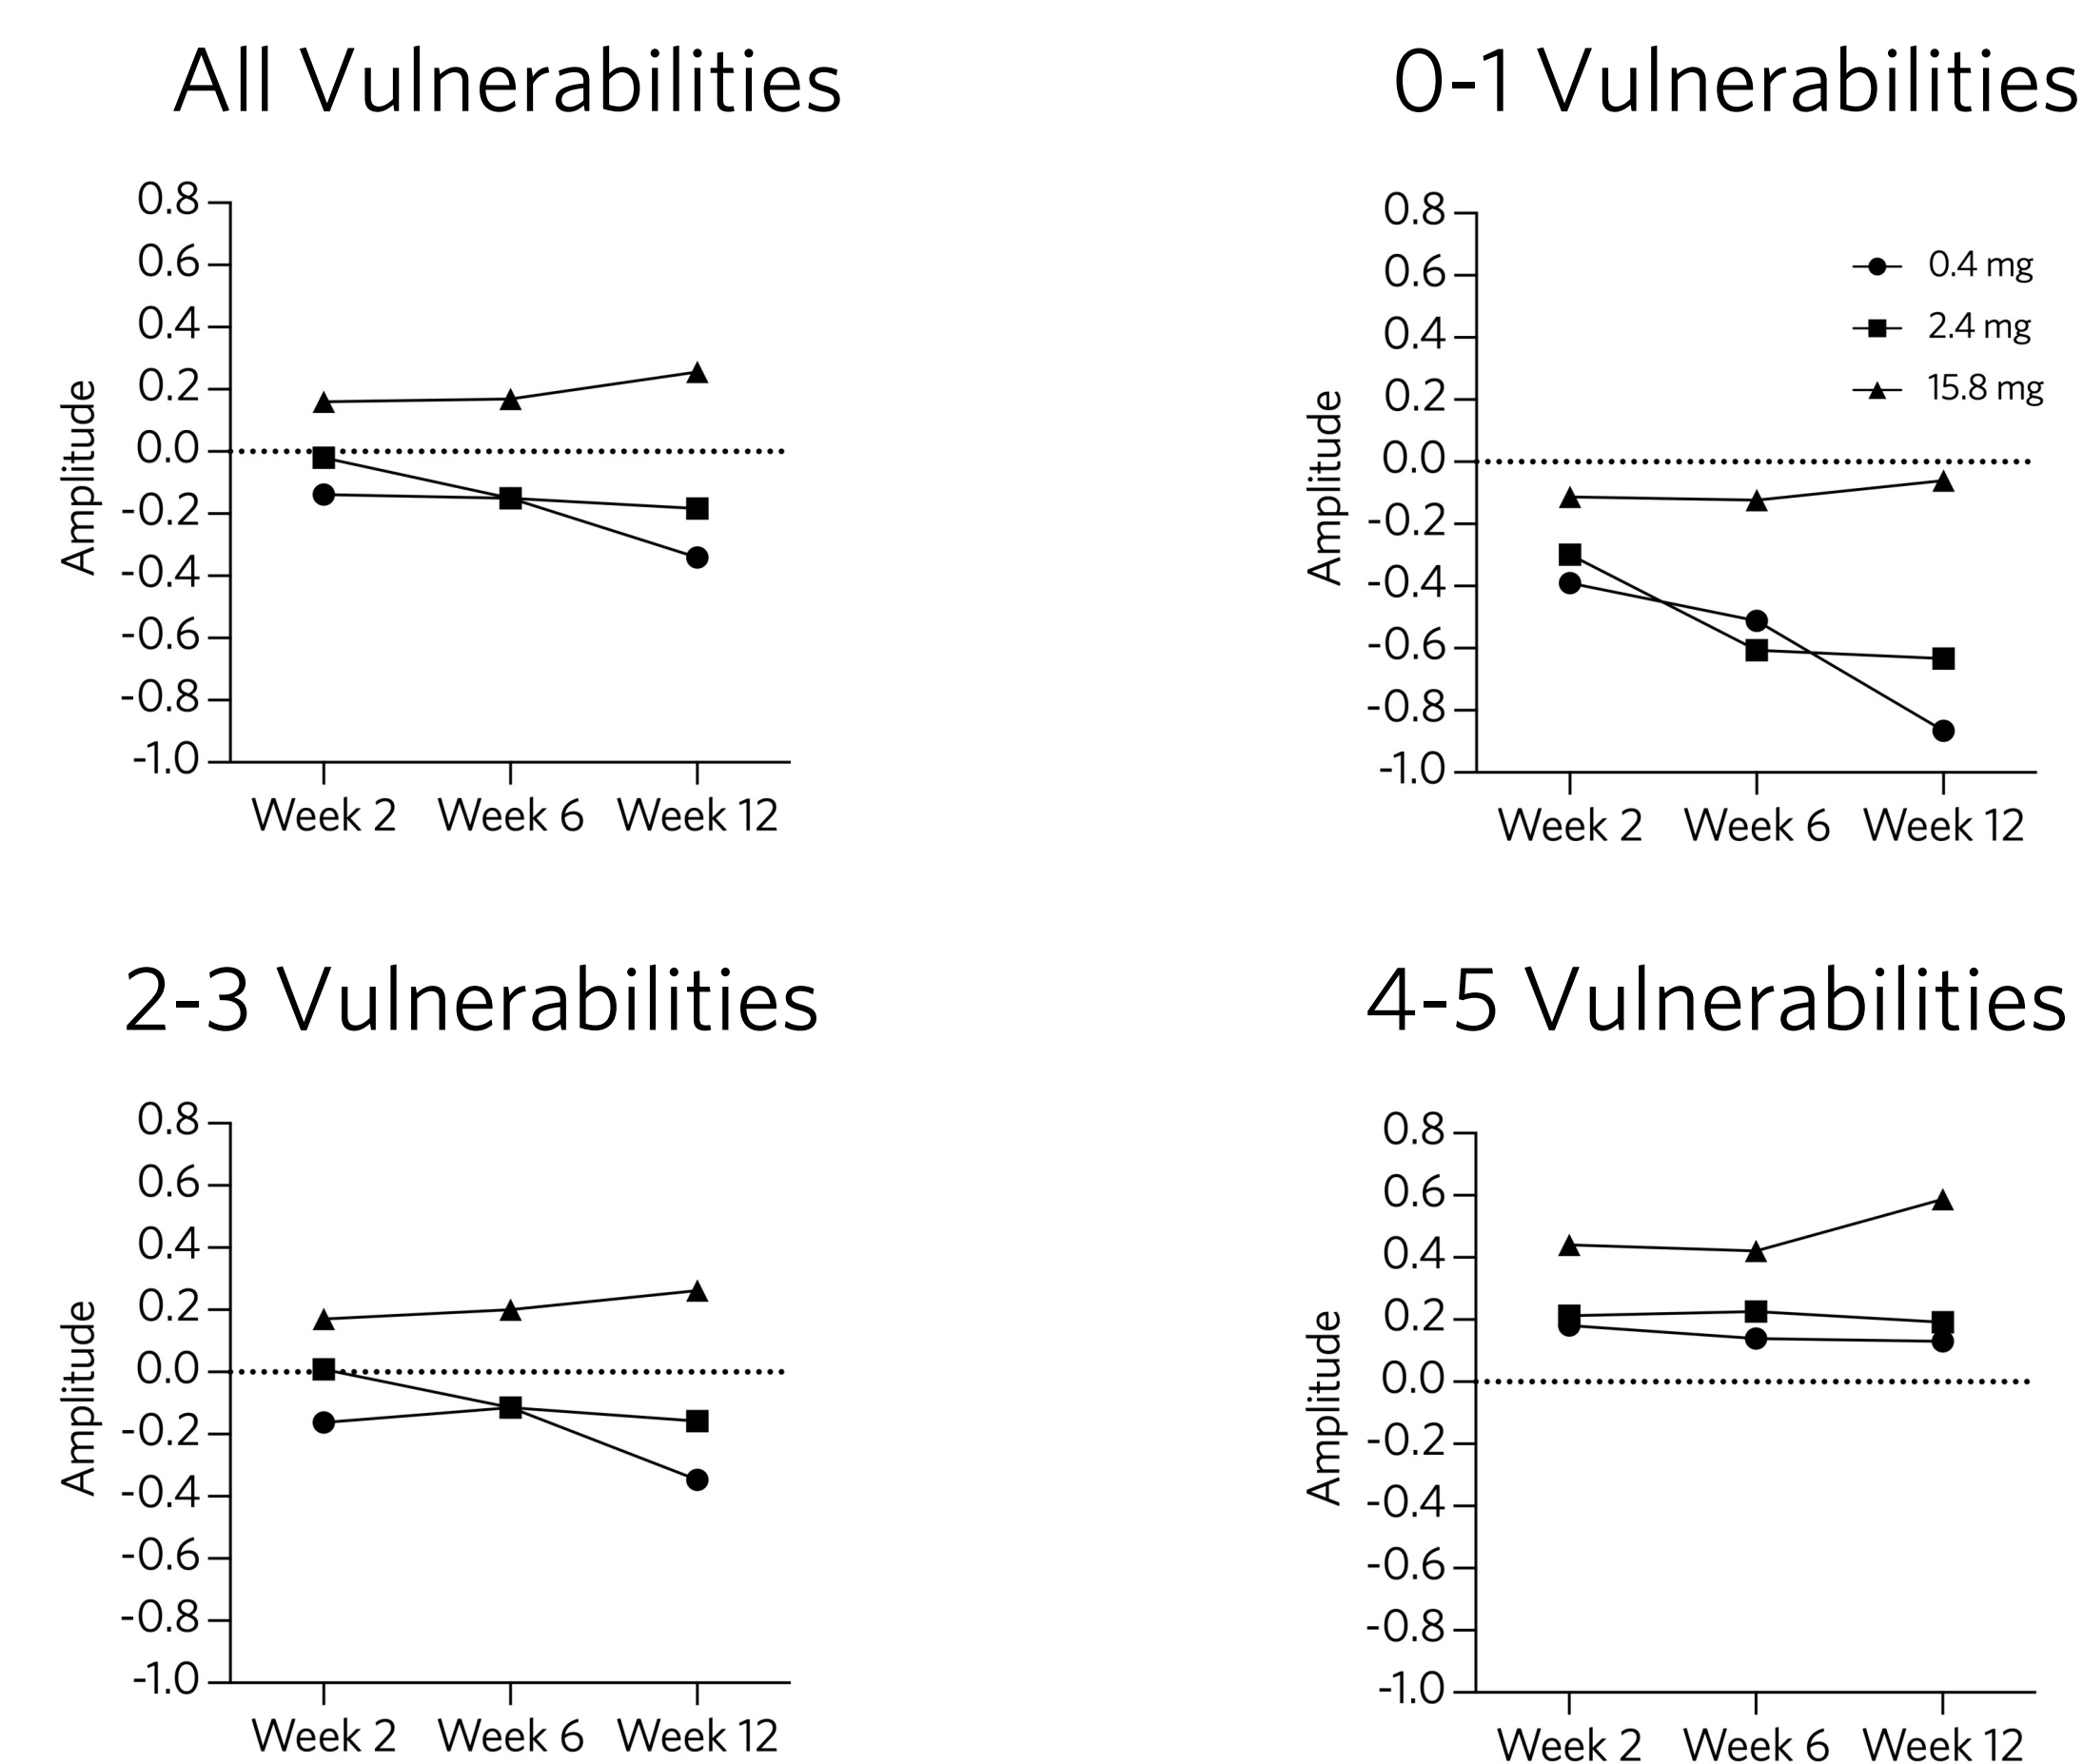 All Vulnerabilities
0.8
0.6
0.4
0.2
0.0
-0.2
-0.4
-0.6
-0.8
-1.0
Amplitude
Week 2 Week 6 Week 12
0-1 Vulnerabilities
0.8
0.6
0.4
0.2
0.0
-0.2
-0.4
-0.6
-0.8
-1.0
Amplitude
0.4 mg
2.4 mg
15.8 mg
Week 2 Week 6 Week 12
2-3 Vulnerabilities
0.8
0.6
0.4
0.2
0.0
-0.2
-0.4
-0.6
-0.8
-1.0
Amplitude
Week 2 Week 6 Week 12
4-5 Vulnerabilities
0.8
0.6
0.4
0.2
0.0
-0.2
-0.4
-0.6
-0.8
-1.0
Amplitude
Week 2 Week 6 Week 12